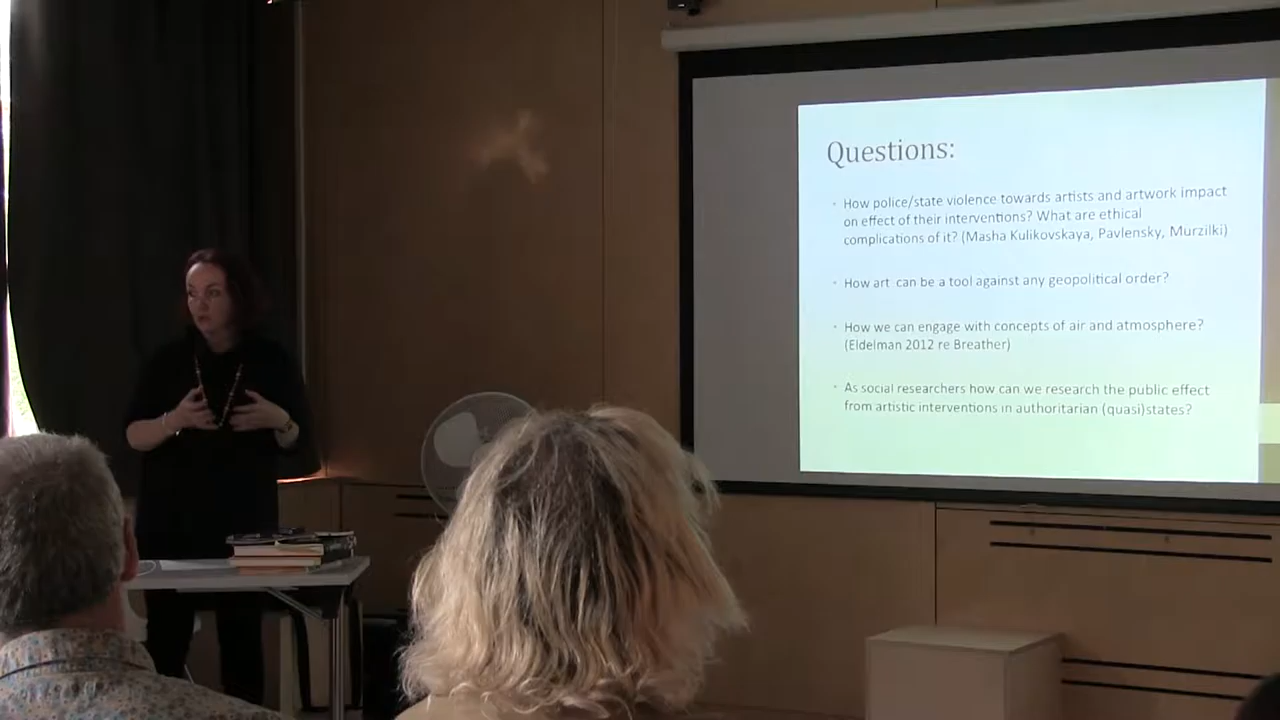 Questions:
How police/state violence towards artists and artwork impact
on effect of their interventions? What are ethical
complications of it? (Masha Kulikovskaya, Pavlensky, Murzilki)
How art can be a tool against any geopolitical order?
How we can engage with concepts of air and atmosphere?
(Eldelman 2012 re Breather)
As social researchers how can we research the public effect
from artistic interventions in authoritarian (quasi)states?